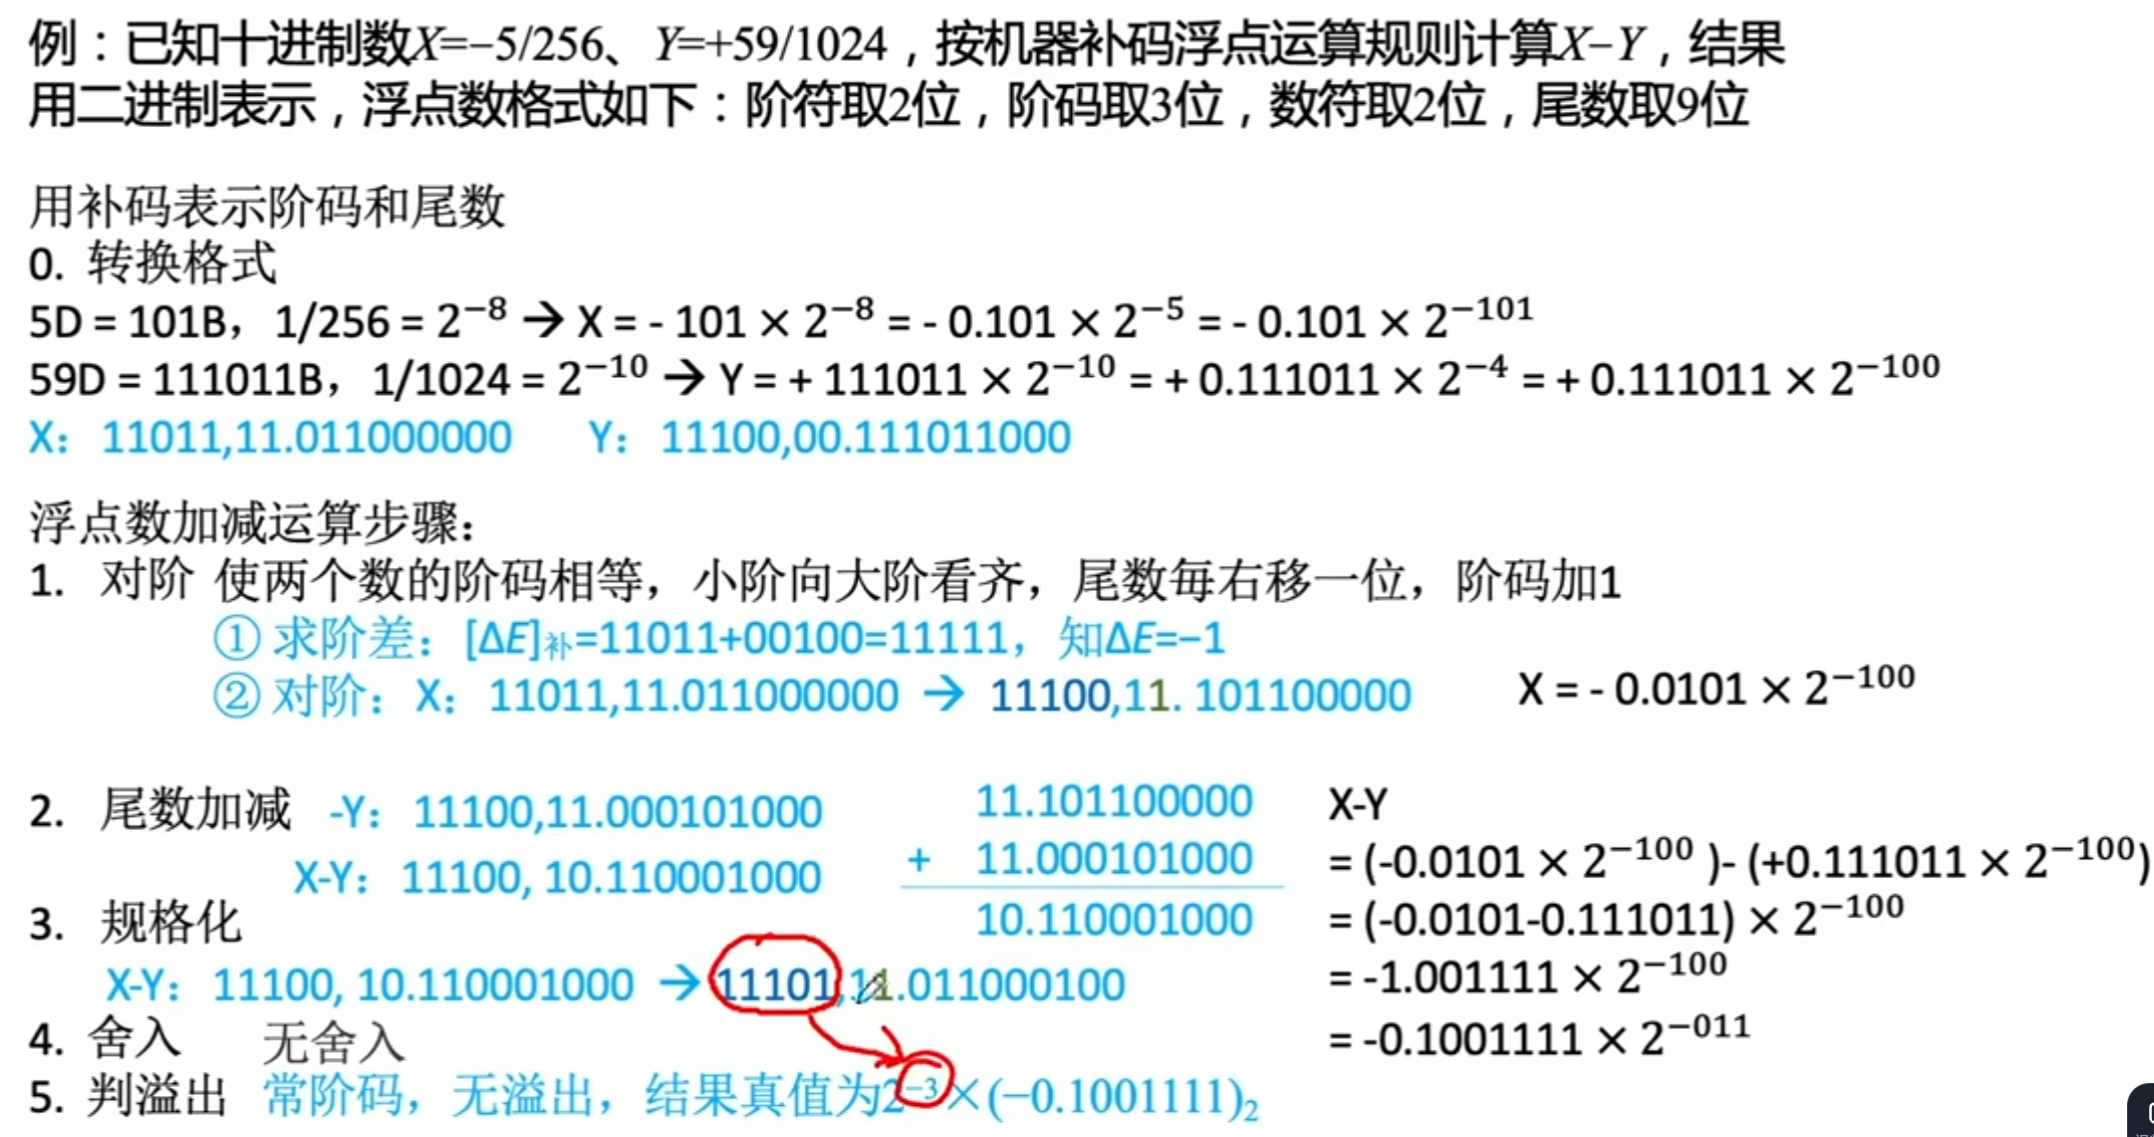 例：已知十进制数X=−5/256、 Y=+59/1024，按机器补码浮点运算规则计算X−Y，结果
用二进制表示，浮点数格式如下：阶符取2位，阶码取3位，数符取2位，尾数取9位
用补码表示阶码和尾数
0. 转换格式
5D = 101B，1/256 = 2⁻⁸ → X = - 101 × 2⁻⁸ = - 0.101 × 2⁻⁵ = - 0.101 × 2⁻¹⁰¹
59D = 111011B，1/1024 = 2⁻¹⁰ → Y = + 111011 × 2⁻¹⁰ = + 0.111011 × 2⁻⁴ = + 0.111011 × 2⁻¹⁰⁰
X：11011,11.011000000 Y：11100,00.111011000
浮点数加减运算步骤：
1. 对阶 使两个数的阶码相等，小阶向大阶看齐，尾数每右移一位，阶码加1
① 求阶差：[ΔE]补=11011+00100=11111，知ΔE=−1
② 对阶：X：11011,11.011000000 → 11100,11. 101100000 X = - 0.0101 × 2⁻¹⁰⁰
2. 尾数加减 -Y：11100,11.000101000
X-Y：11100, 10.110001000
11.101100000
+ 11.000101000
10.110001000
X-Y
= (-0.0101 × 2⁻¹⁰⁰ )- (+0.111011 × 2⁻¹⁰⁰)
= (-0.0101-0.111011) × 2⁻¹⁰⁰
= -1.001111 × 2⁻¹⁰⁰
= -0.1001111 × 2⁻⁰¹¹
3. 规格化
X-Y：11100, 10.110001000 → 11101,11.011000100
4. 舍入 无舍入
5. 判溢出 常阶码，无溢出，结果真值为2⁻³×(−0.1001111)₂